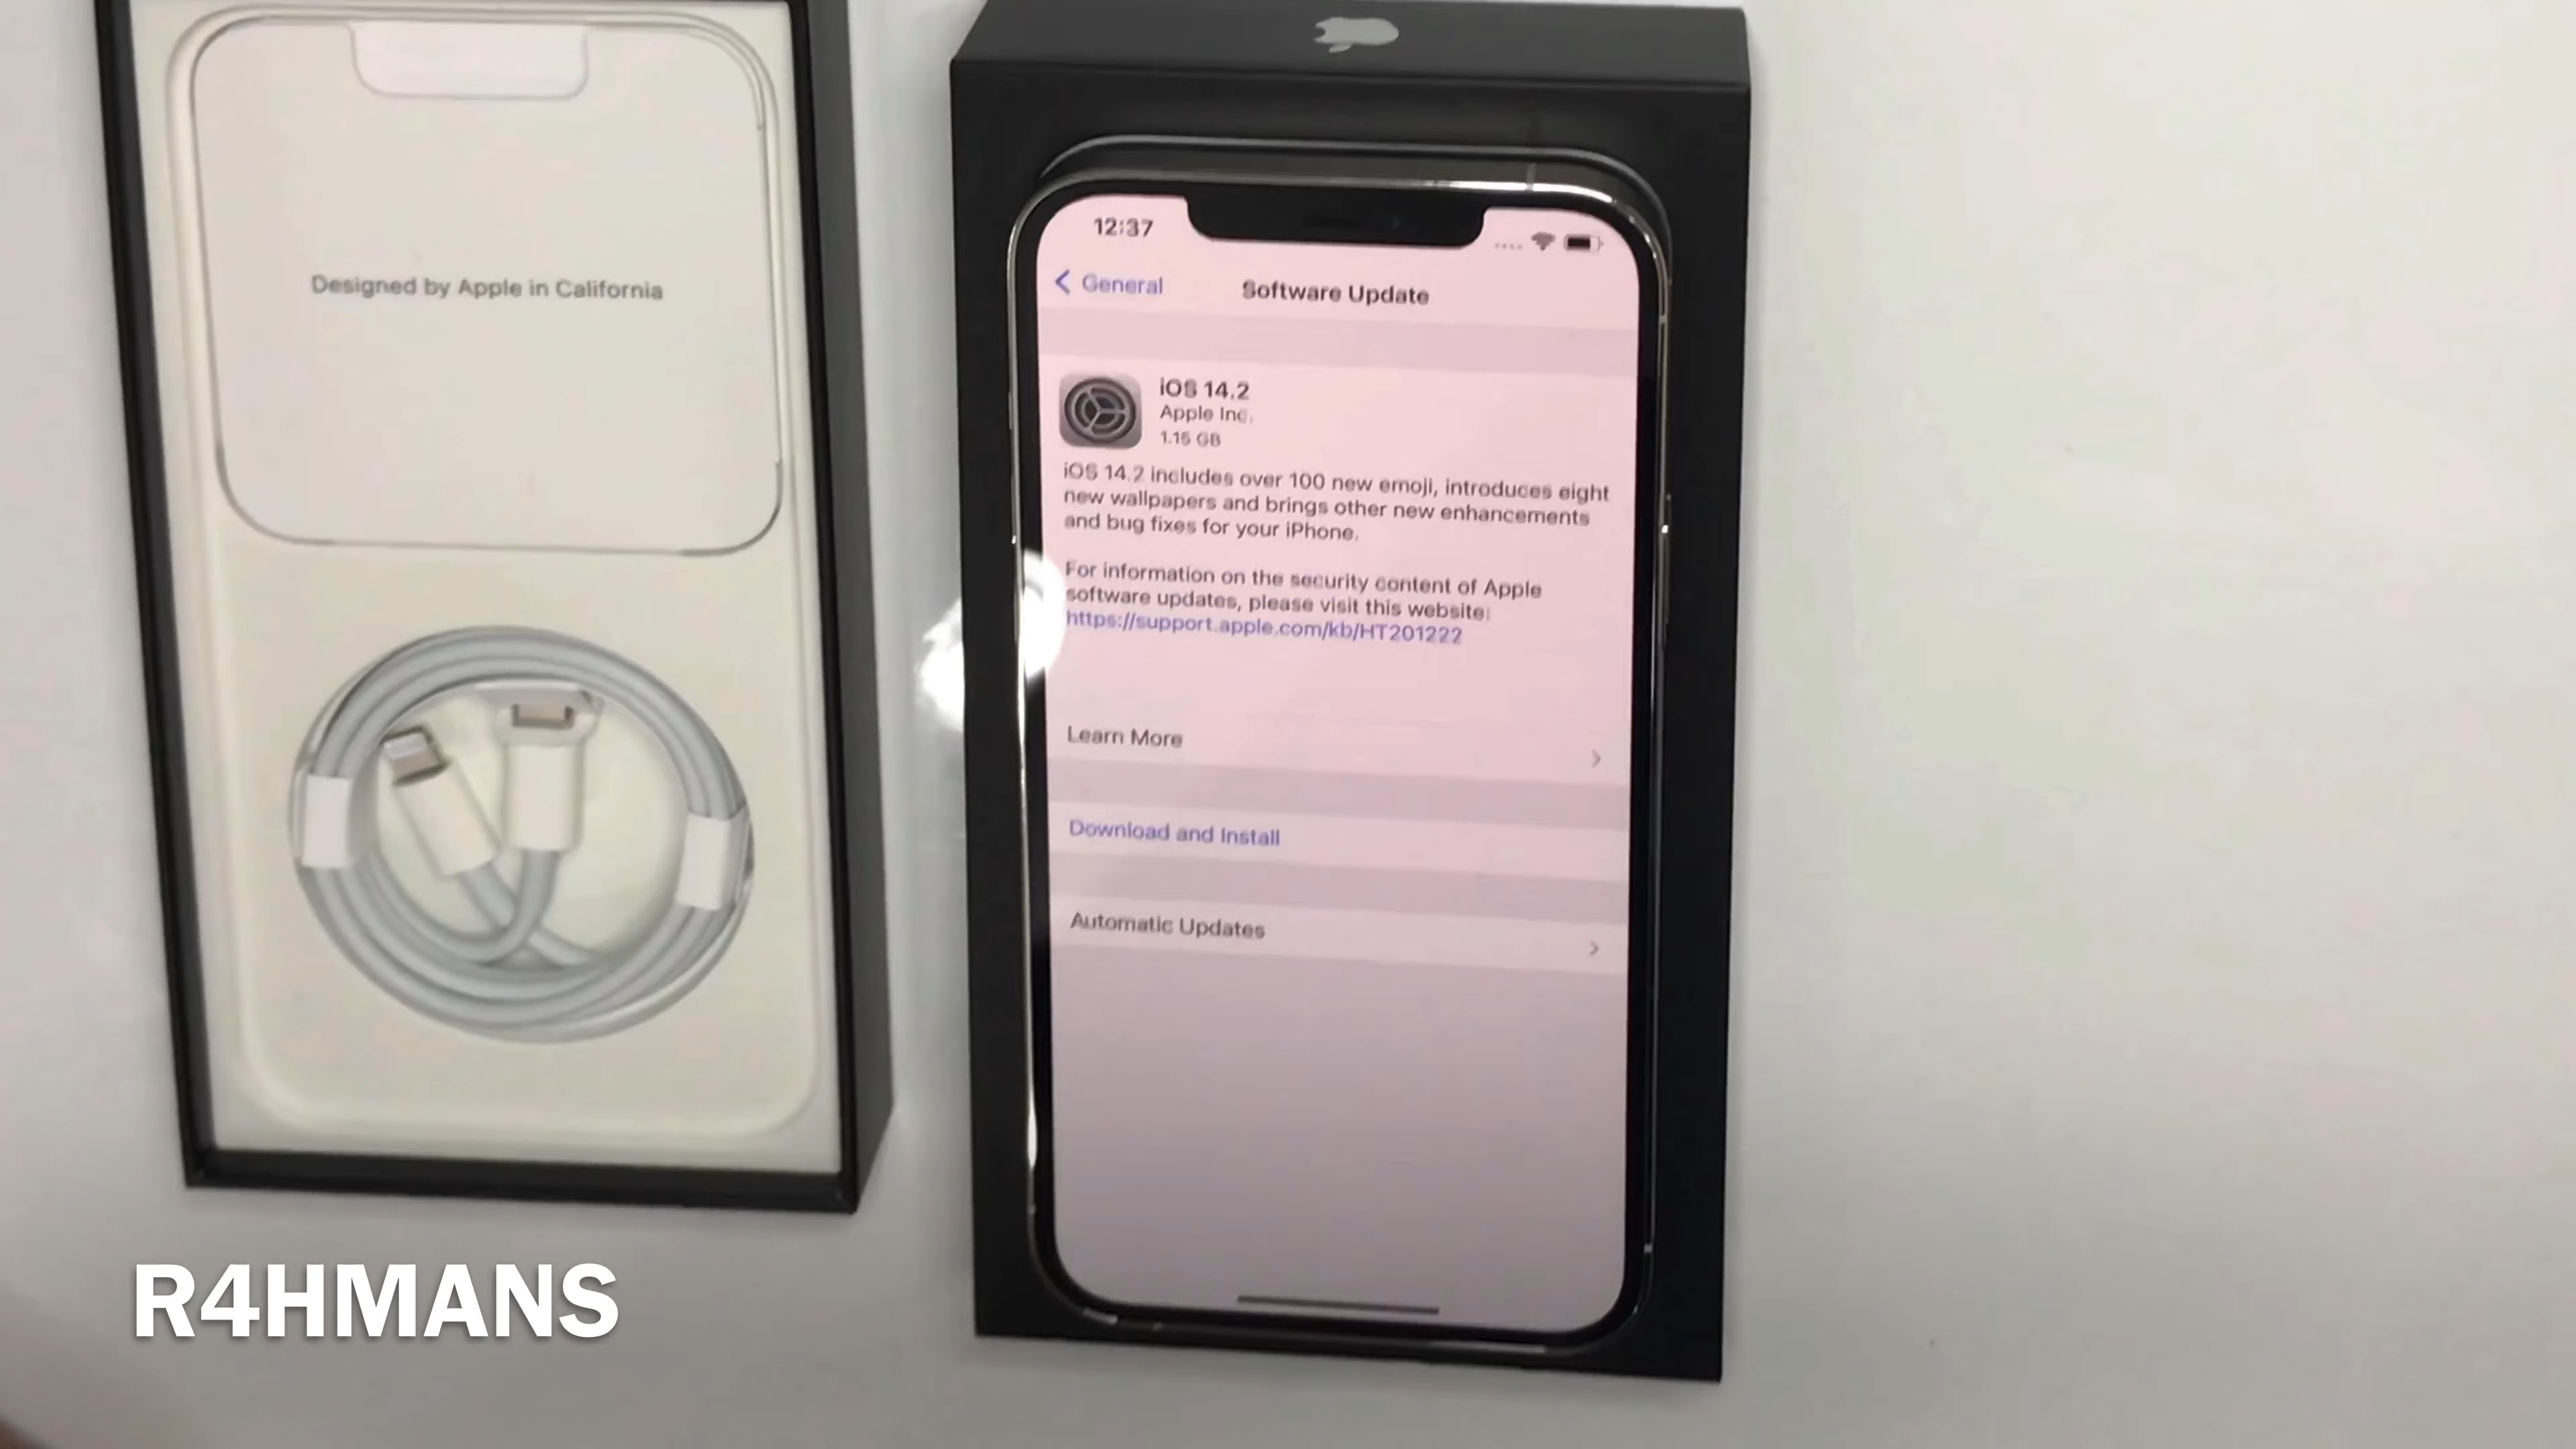 Designed by Apple in California
12:37
General
Software Update
iOS 14.2
Apple Inc.
1.15 GB
iOS 14.2 includes over 100 new emoji, introduces eight
new wallpapers and brings other new enhancements
and bug fixes for your iPhone.
For information on the security content of Apple
software updates, please visit this website:
https://support.apple.com/kb/HT201222
Learn More
Download and Install
Automatic Updates
R4HMANS